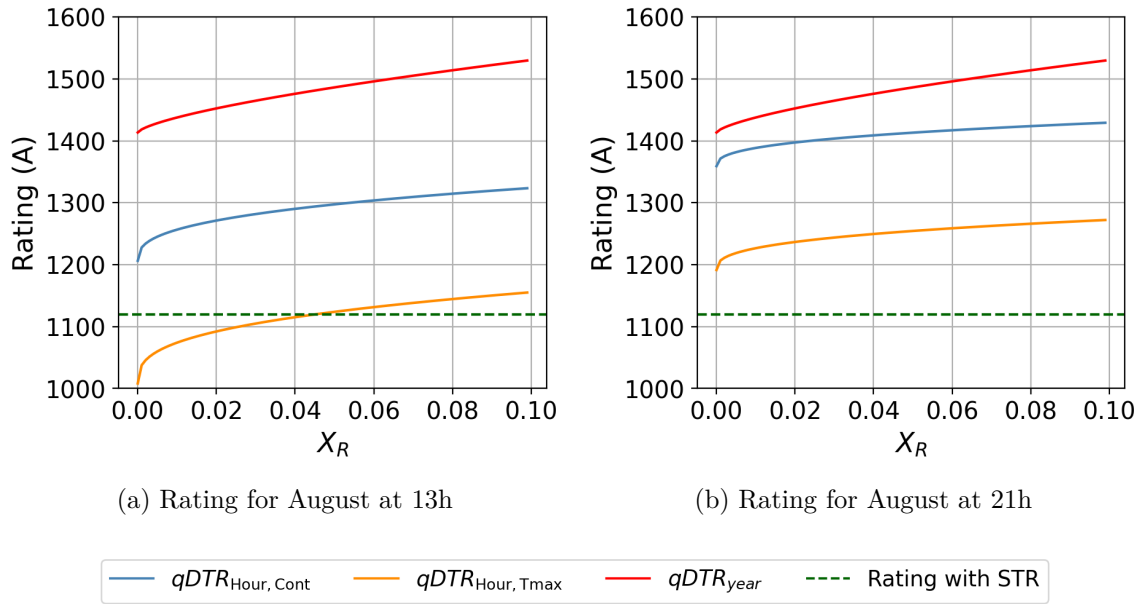 1600
1500
1400
1300
1200
1100
1000
Rating (A)
0.00 0.02 0.04 0.06 0.08 0.10
X_R
(a) Rating for August at 13h
1600
1500
1400
1300
1200
1100
1000
Rating (A)
0.00 0.02 0.04 0.06 0.08 0.10
X_R
(b) Rating for August at 21h
qDTR_Hour, Cont qDTR_Hour, Tmax qDTR_year Rating with STR